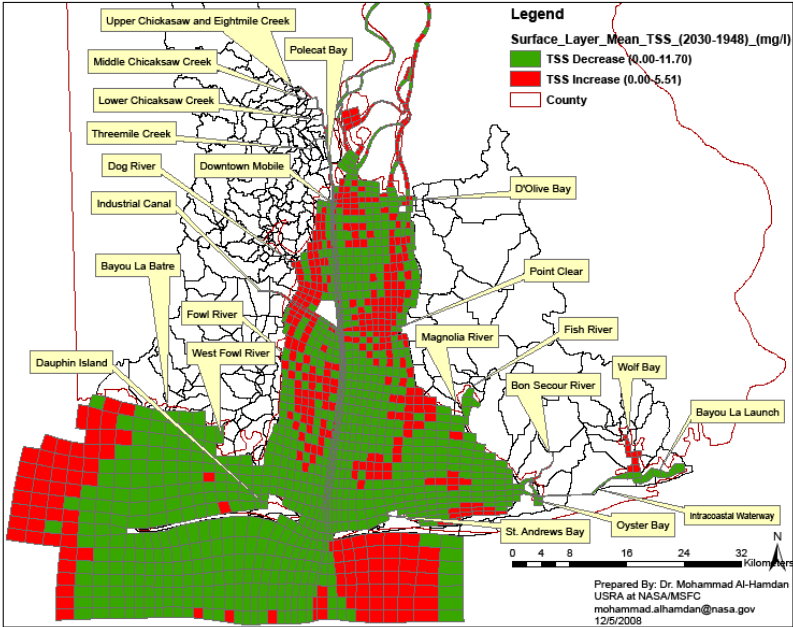 Upper Chickasaw and Eightmile Creek
Polecat Bay
Middle Chicaksaw Creek
Lower Chicaksaw Creek
Threemile Creek
Dog River
Downtown Mobile
Industrial Canal
Bayou La Batre
Fowl River
West Fowl River
Dauphin Island
Legend
Surface_Layer_Mean_TSS_(2030-1948)_(mg/l)
TSS Decrease (0.00-11.70)
TSS Increase (0.00-5.51)
County
D'Olive Bay
Point Clear
Magnolia River
Fish River
Bon Secour River
Wolf Bay
Bayou La Launch
Intracoastal Waterway
Oyster Bay
St. Andrews Bay
N
0 4 8 16 24 32
Kilometers
Prepared By: Dr. Mohammad Al-Hamdan
USRA at NASA/MSFC
mohammad.alhamdan@nasa.gov
12/5/2008